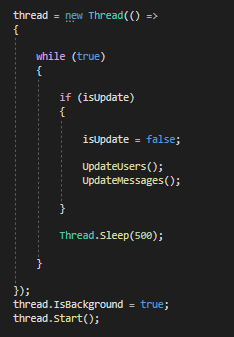 thread = new Thread(() =>
{
while (true)
{
if (isUpdate)
{
isUpdate = false;
UpdateUsers();
UpdateMessages();
}
Thread.Sleep(500);
}
});
thread.IsBackground = true;
thread.Start();